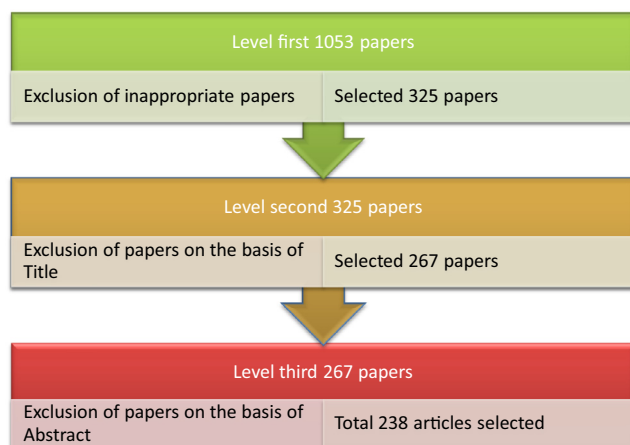 Level first 1053 papers
Exclusion of inappropriate papers
Selected 325 papers
Level second 325 papers
Exclusion of papers on the basis of
Title
Selected 267 papers
Level third 267 papers
Exclusion of papers on the basis of
Abstract
Total 238 articles selected